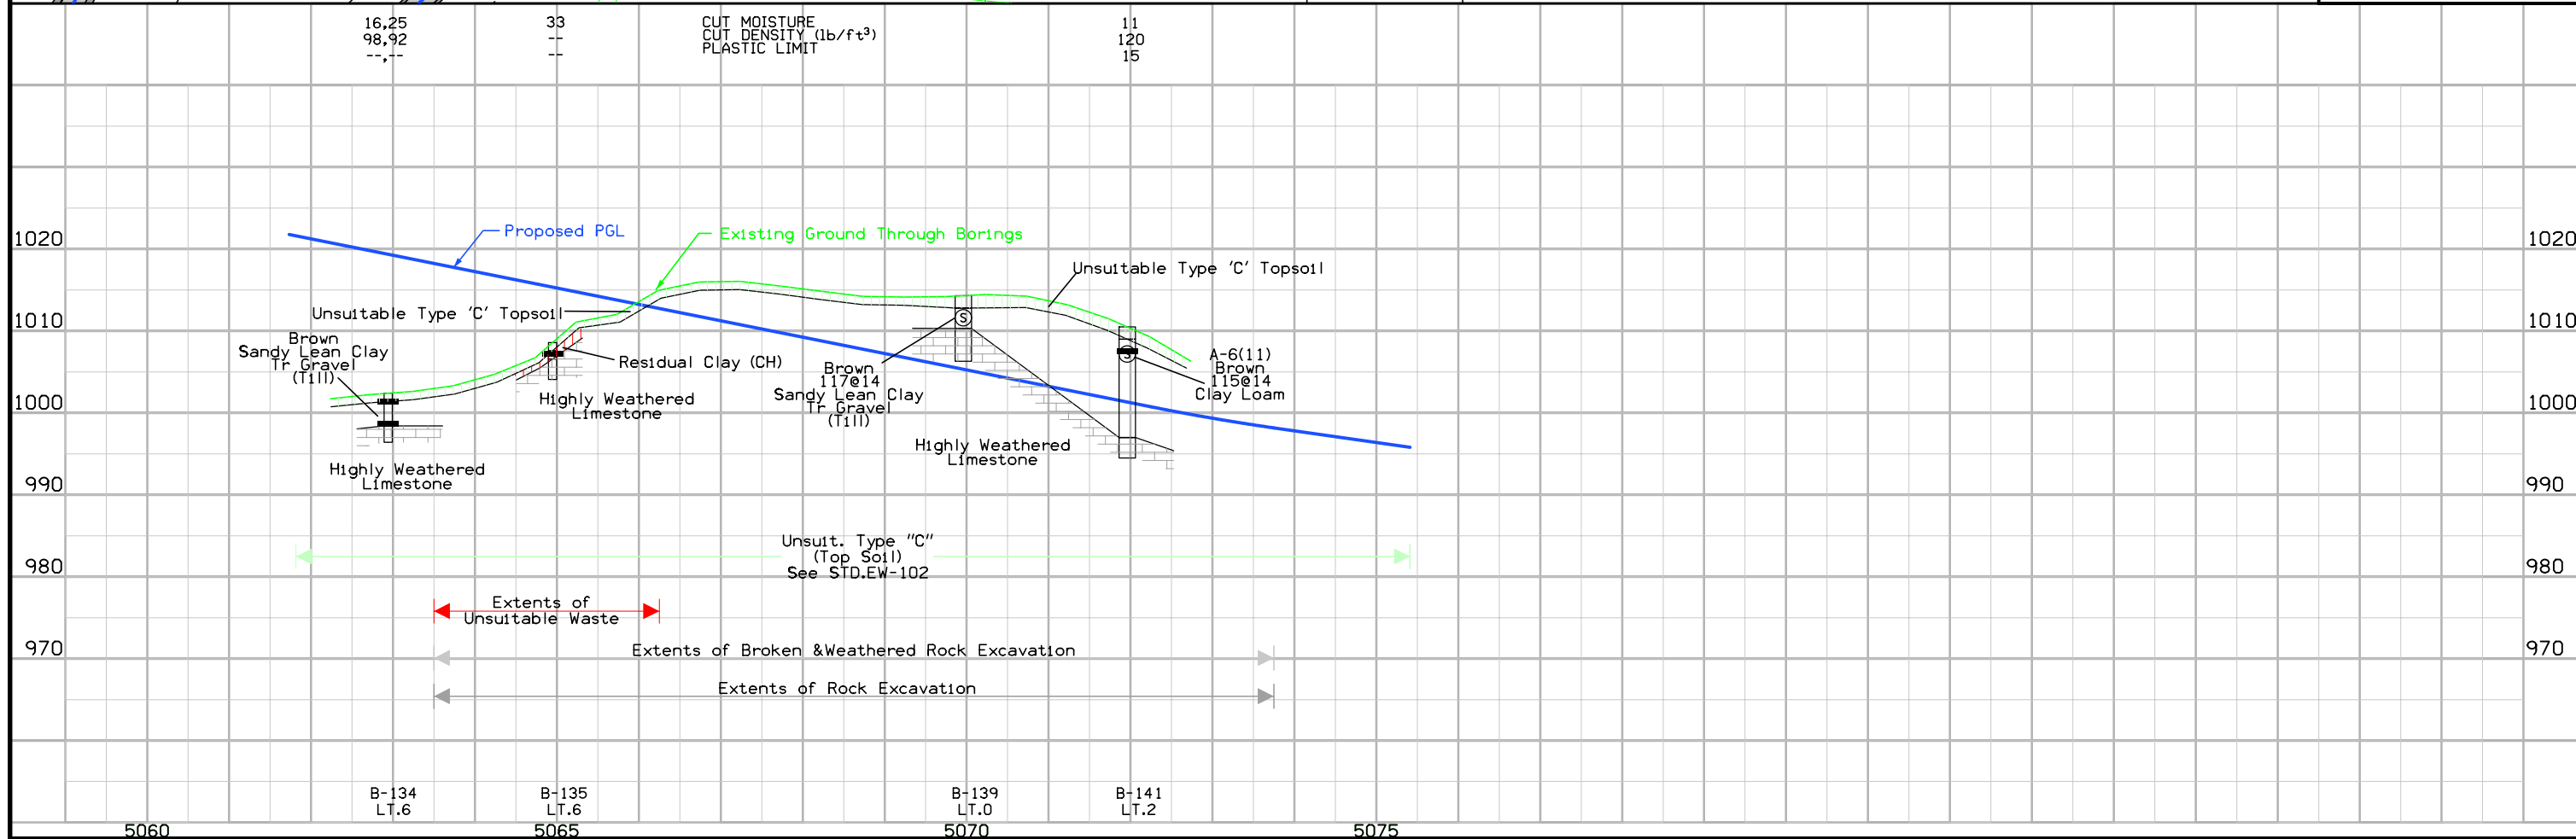 16,25
98,92
--,--
33
--
--
CUT MOISTURE
CUT DENSITY (lb/ft³)
PLASTIC LIMIT
11
120
15
Proposed PGL
Existing Ground Through Borings
1020
1020
Unsuitable Type 'C' Topsoil
Unsuitable Type 'C' Topsoil
1010
1010
Brown
Sandy Lean Clay
Tr Gravel
(Till)
Residual Clay (CH)
S
S
Brown
117@14
Sandy Lean Clay
Tr Gravel
(Till)
A-6(11)
Brown
115@14
Clay Loam
1000
1000
Highly Weathered
Limestone
Highly Weathered
Limestone
Highly Weathered
Limestone
990
990
Unsuit. Type "C"
(Top Soil)
See STD.EW-102
980
980
Extents of
Unsuitable Waste
Extents of Broken &Weathered Rock Excavation
970
970
Extents of Rock Excavation
B-134
LT.6
B-135
LT.6
B-139
LT.0
B-141
LT.2
5060
5065
5070
5075